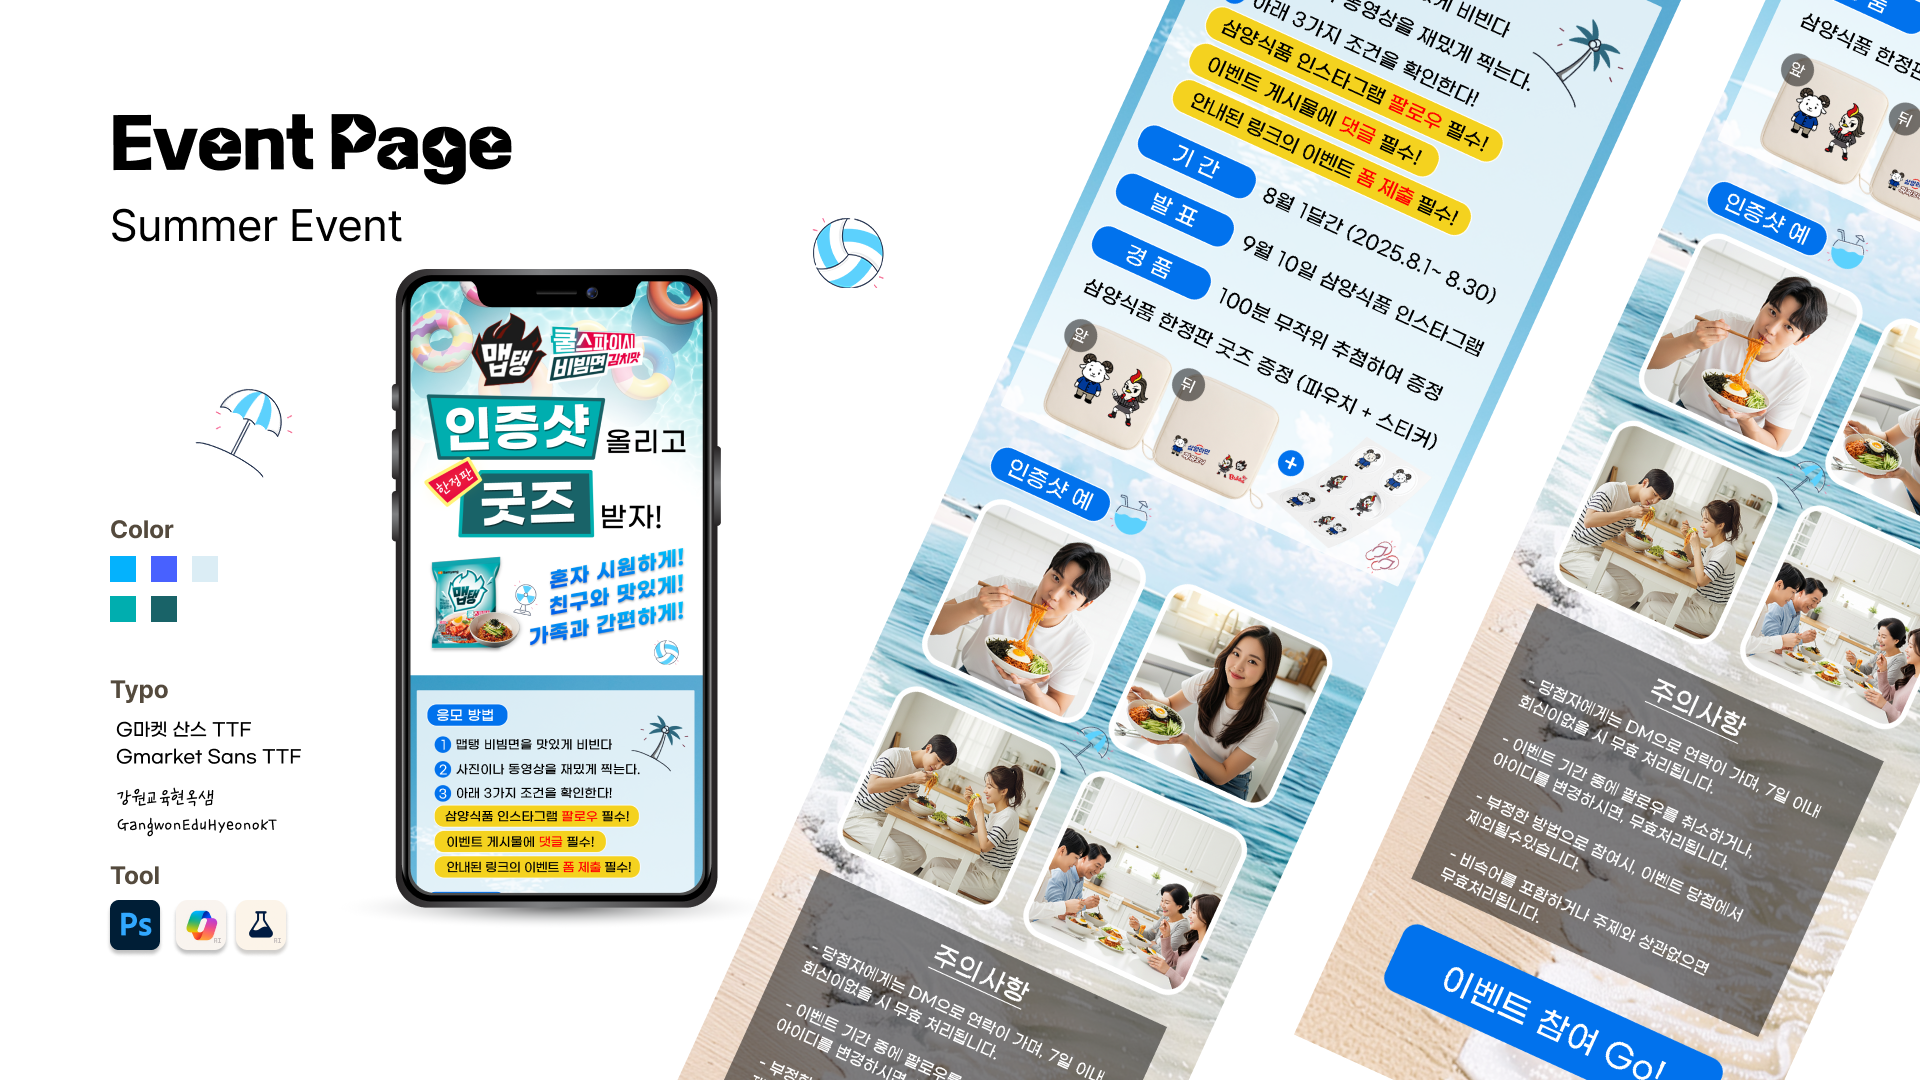 Event Page
Summer Event
Color
Typo
G마켓 산스 TTF
Gmarket Sans TTF
강원교육현옥샘
GangwonEduHyeonokT
Tool
Ps
AI
AI
맵탱
쿨스파이시
비빔면 김치맛
인증샷 올리고
한정판
굿즈 받자!
맵탱
혼자 시원하게!
친구와 맛있게!
가족과 간편하게!
응모 방법
1 맵탱 비빔면을 맛있게 비빈다
2 사진이나 동영상을 재밌게 찍는다.
3 아래 3가지 조건을 확인한다!
삼양식품 인스타그램 팔로우 필수!
이벤트 게시물에 댓글 필수!
안내된 링크의 이벤트 폼 제출 필수!
비빈다
동영상을 재밌게 찍는다.
아래 3가지 조건을 확인한다!
삼양식품 인스타그램 팔로우 필수!
이벤트 게시물에 댓글 필수!
안내된 링크의 이벤트 폼 제출 필수!
기 간
8월 1달간 (2025.8.1~ 8.30)
발 표
9월 10일 삼양식품 인스타그램
경 품
100분 무작위 추첨하여 증정
삼양식품 한정판 굿즈 증정 (파우치 + 스티커)
앞
뒤
+
인증샷 예
주의사항
- 당첨자에게는 DM으로 연락이 가며, 7일 이내
회신이없을 시 무효 처리됩니다.
- 이벤트 기간 중에 팔로우를
아이디를 변경하시면
- 부정한
품
삼양식품 한정판
앞
뒤
인증샷 예
주의사항
- 당첨자에게는 DM으로 연락이 가며, 7일 이내
회신이없을 시 무효 처리됩니다.
- 이벤트 기간 중에 팔로우를 취소하거나,
아이디를 변경하시면, 무효처리됩니다.
- 부정한 방법으로 참여시, 이벤트 당첨에서
제외될수있습니다.
- 비속어를 포함하거나 주제와 상관없으면
무효처리됩니다.
이벤트 참여 Go!